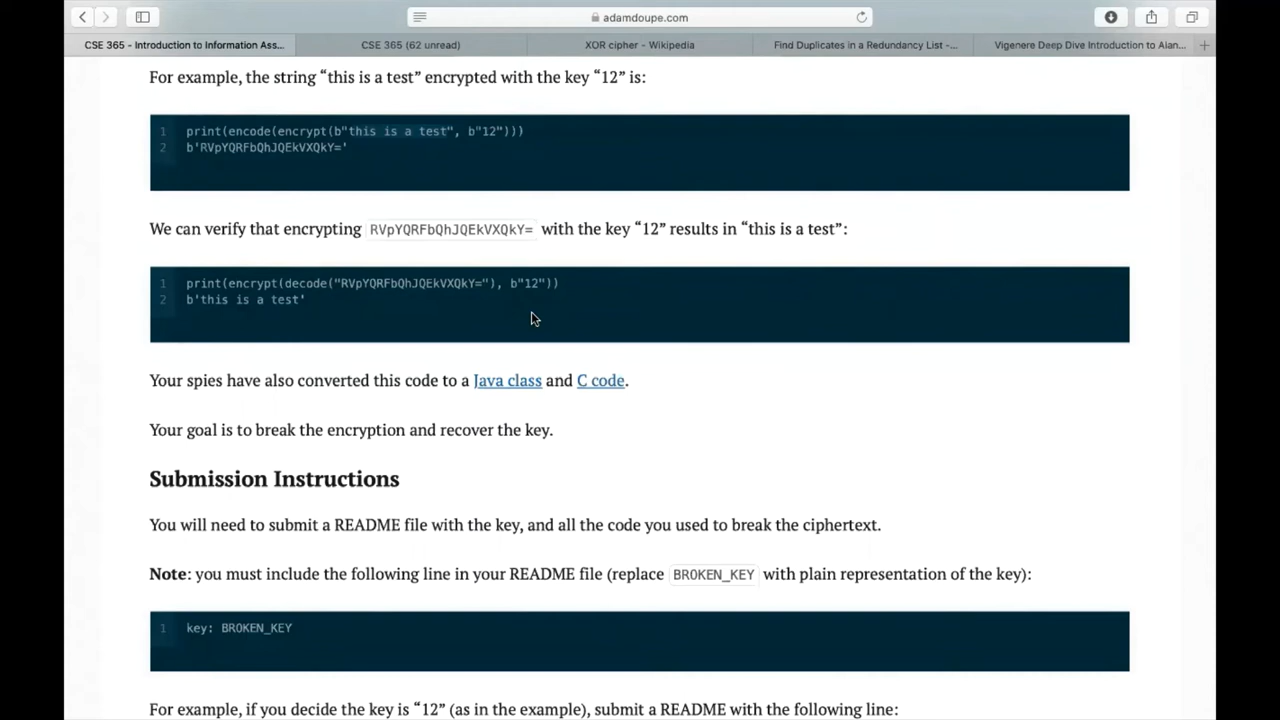 adamdoupe.com
CSE 365 - Introduction to Information Ass...
CSE 365 (62 unread)
XOR cipher - Wikipedia
Find Duplicates in a Redundancy List -...
Vigenere Deep Dive Introduction to Alan...
For example, the string “this is a test” encrypted with the key “12” is:
1 print(encode(encrypt(b"this is a test", b"12")))
2 b'RVpYQRFbQhJQEkVXQkY='
We can verify that encrypting RVpYQRFbQhJQEkVXQkY= with the key “12” results in “this is a test”:
1 print(encrypt(decode("RVpYQRFbQhJQEkVXQkY="), b"12"))
2 b'this is a test'
Your spies have also converted this code to a Java class and C code.
Your goal is to break the encryption and recover the key.
Submission Instructions
You will need to submit a README file with the key, and all the code you used to break the ciphertext.
Note: you must include the following line in your README file (replace BROKEN_KEY with plain representation of the key):
1 key: BROKEN_KEY
For example, if you decide the key is “12” (as in the example), submit a README with the following line: